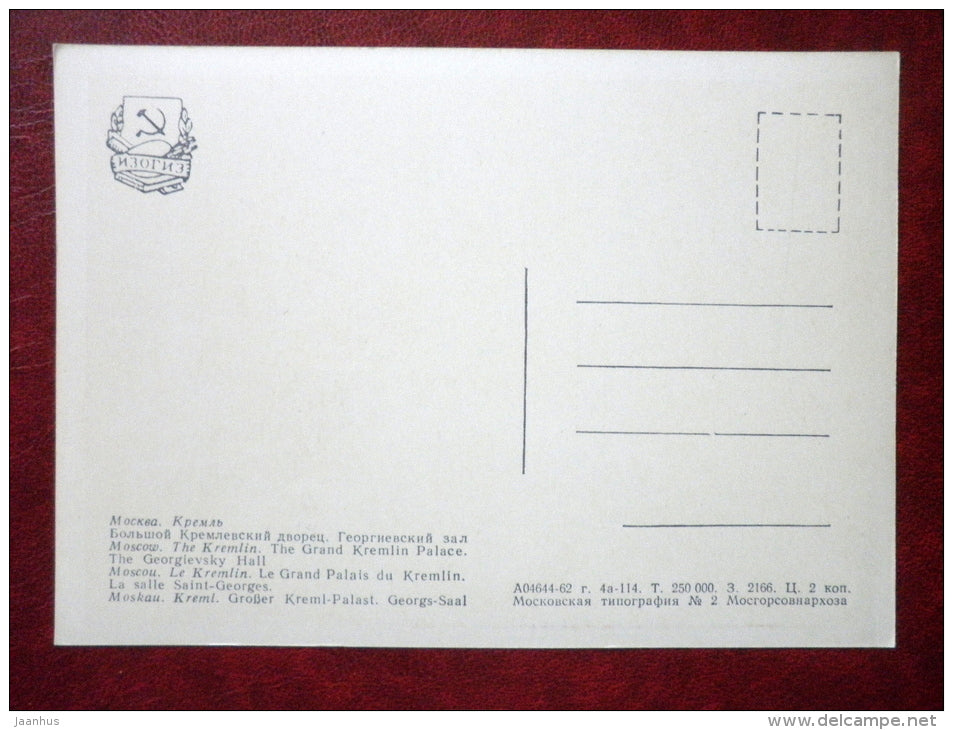 ИЗОГИЗ
Москва. Кремль
Большой Кремлевский дворец. Георгиевский зал
Moscow. The Kremlin. The Grand Kremlin Palace.
The Georgievsky Hall
Moscou. Le Kremlin. Le Grand Palais du Kremlin.
La salle Saint-Georges.
Moskau. Kreml. Großer Kreml-Palast. Georgs-Saal
А04644-62 г. 4а-114. Т. 250 000. З. 2166. Ц. 2 коп.
Московская типография № 2 Мосгорсовнархоза
jaanhus
www.delcampe.net